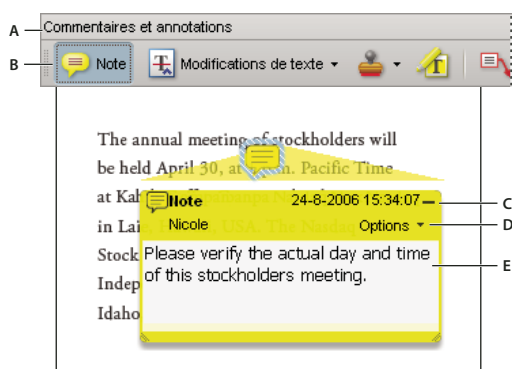 A
Commentaires et annotations
B
Note
Modifications de texte
The annual meeting of stockholders will
be held April 30, at m. Pacific Time
at
in USA. The Nasdaq
Stock
Indep
Idaho
Note
24-8-2006 15:34:07
C
Nicole
Options
D
Please verify the actual day and time
E
of this stockholders meeting.